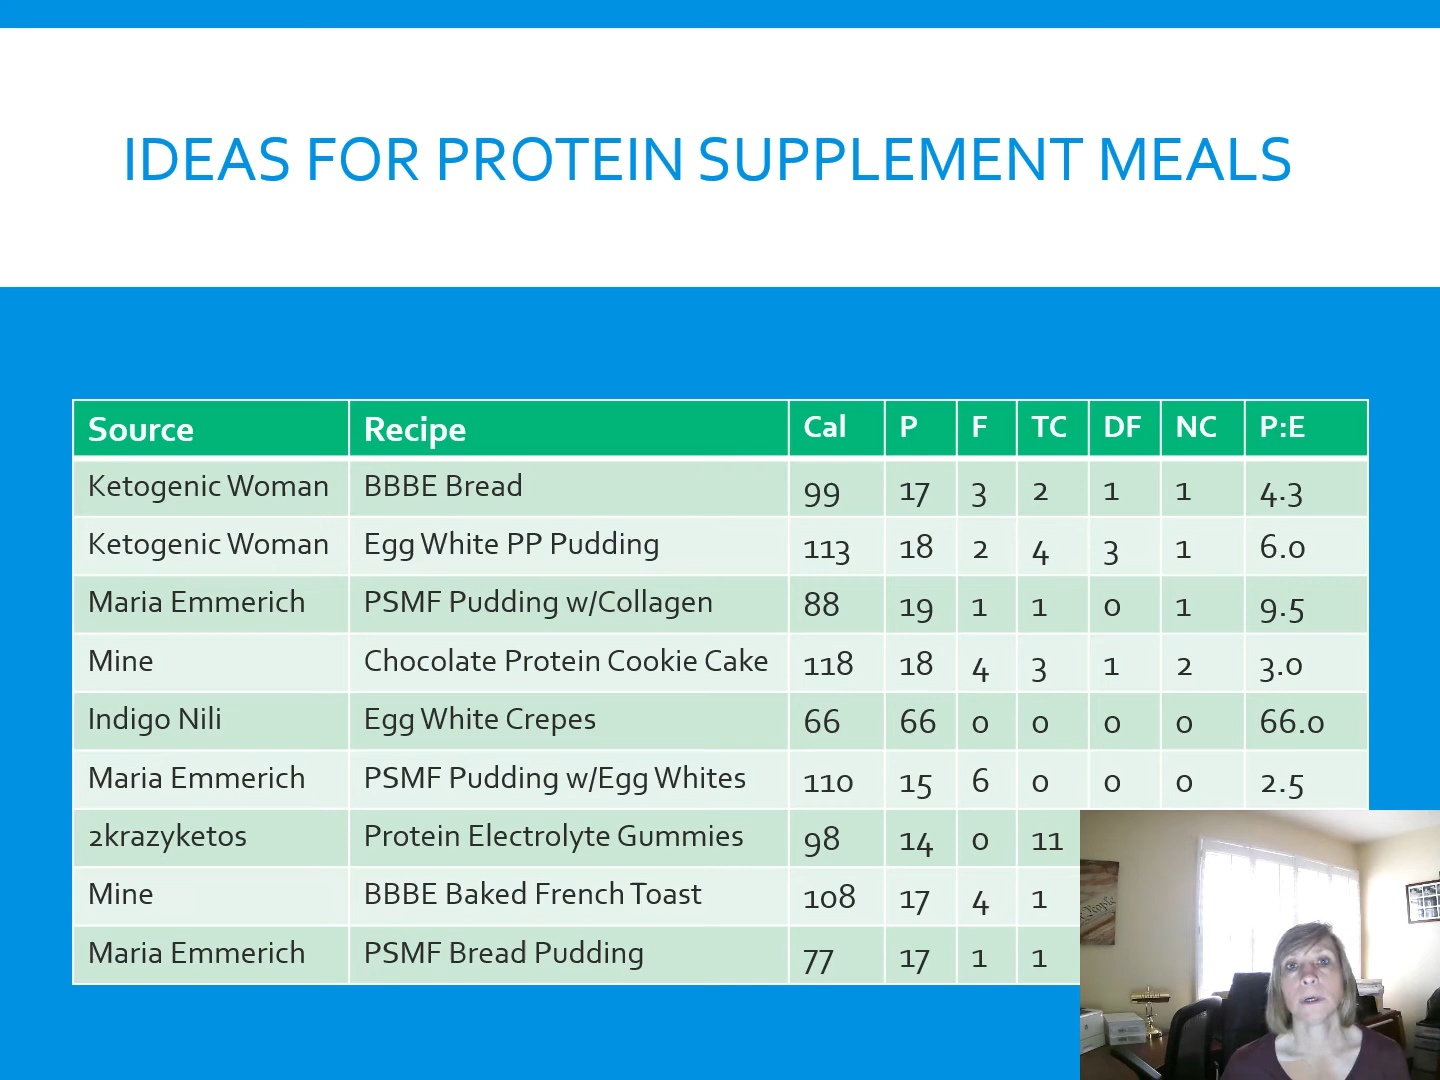 IDEAS FOR PROTEIN SUPPLEMENT MEALS
Source Recipe Cal P F TC DF NC P:E
Ketogenic Woman BBBE Bread 99 17 3 2 1 1 4.3
Ketogenic Woman Egg White PP Pudding 113 18 2 4 3 1 6.0
Maria Emmerich PSMF Pudding w/Collagen 88 19 1 1 0 1 9.5
Mine Chocolate Protein Cookie Cake 118 18 4 3 1 2 3.0
Indigo Nili Egg White Crepes 66 66 0 0 0 0 66.0
Maria Emmerich PSMF Pudding w/Egg Whites 110 15 6 0 0 0 2.5
2krazyketos Protein Electrolyte Gummies 98 14 0 11
Mine BBBE Baked French Toast 108 17 4 1
Maria Emmerich PSMF Bread Pudding 77 17 1 1
People